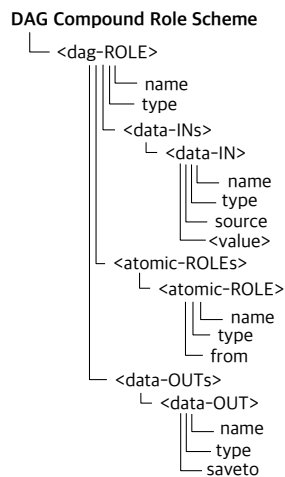 DAG Compound Role Scheme
<dag-ROLE>
name
type
<data-INs>
<data-IN>
name
type
source
<value>
<atomic-ROLEs>
<atomic-ROLE>
name
type
from
<data-OUTs>
<data-OUT>
name
type
saveto